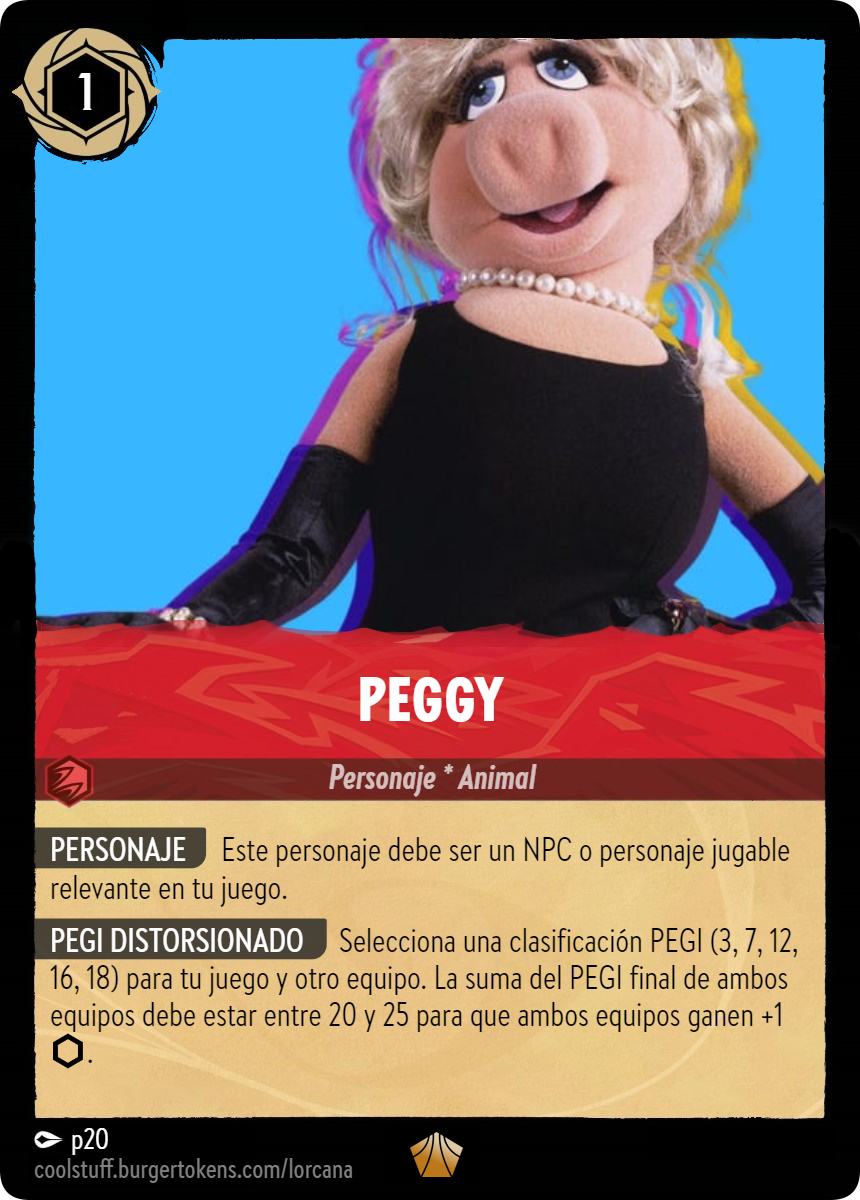 1
PEGGY
Personaje * Animal
PERSONAJE Este personaje debe ser un NPC o personaje jugable
relevante en tu juego.
PEGI DISTORSIONADO Selecciona una clasificación PEGI (3, 7, 12,
16, 18) para tu juego y otro equipo. La suma del PEGI final de ambos
equipos debe estar entre 20 y 25 para que ambos equipos ganen +1
.
p20
coolstuff.burgertokens.com/lorcana